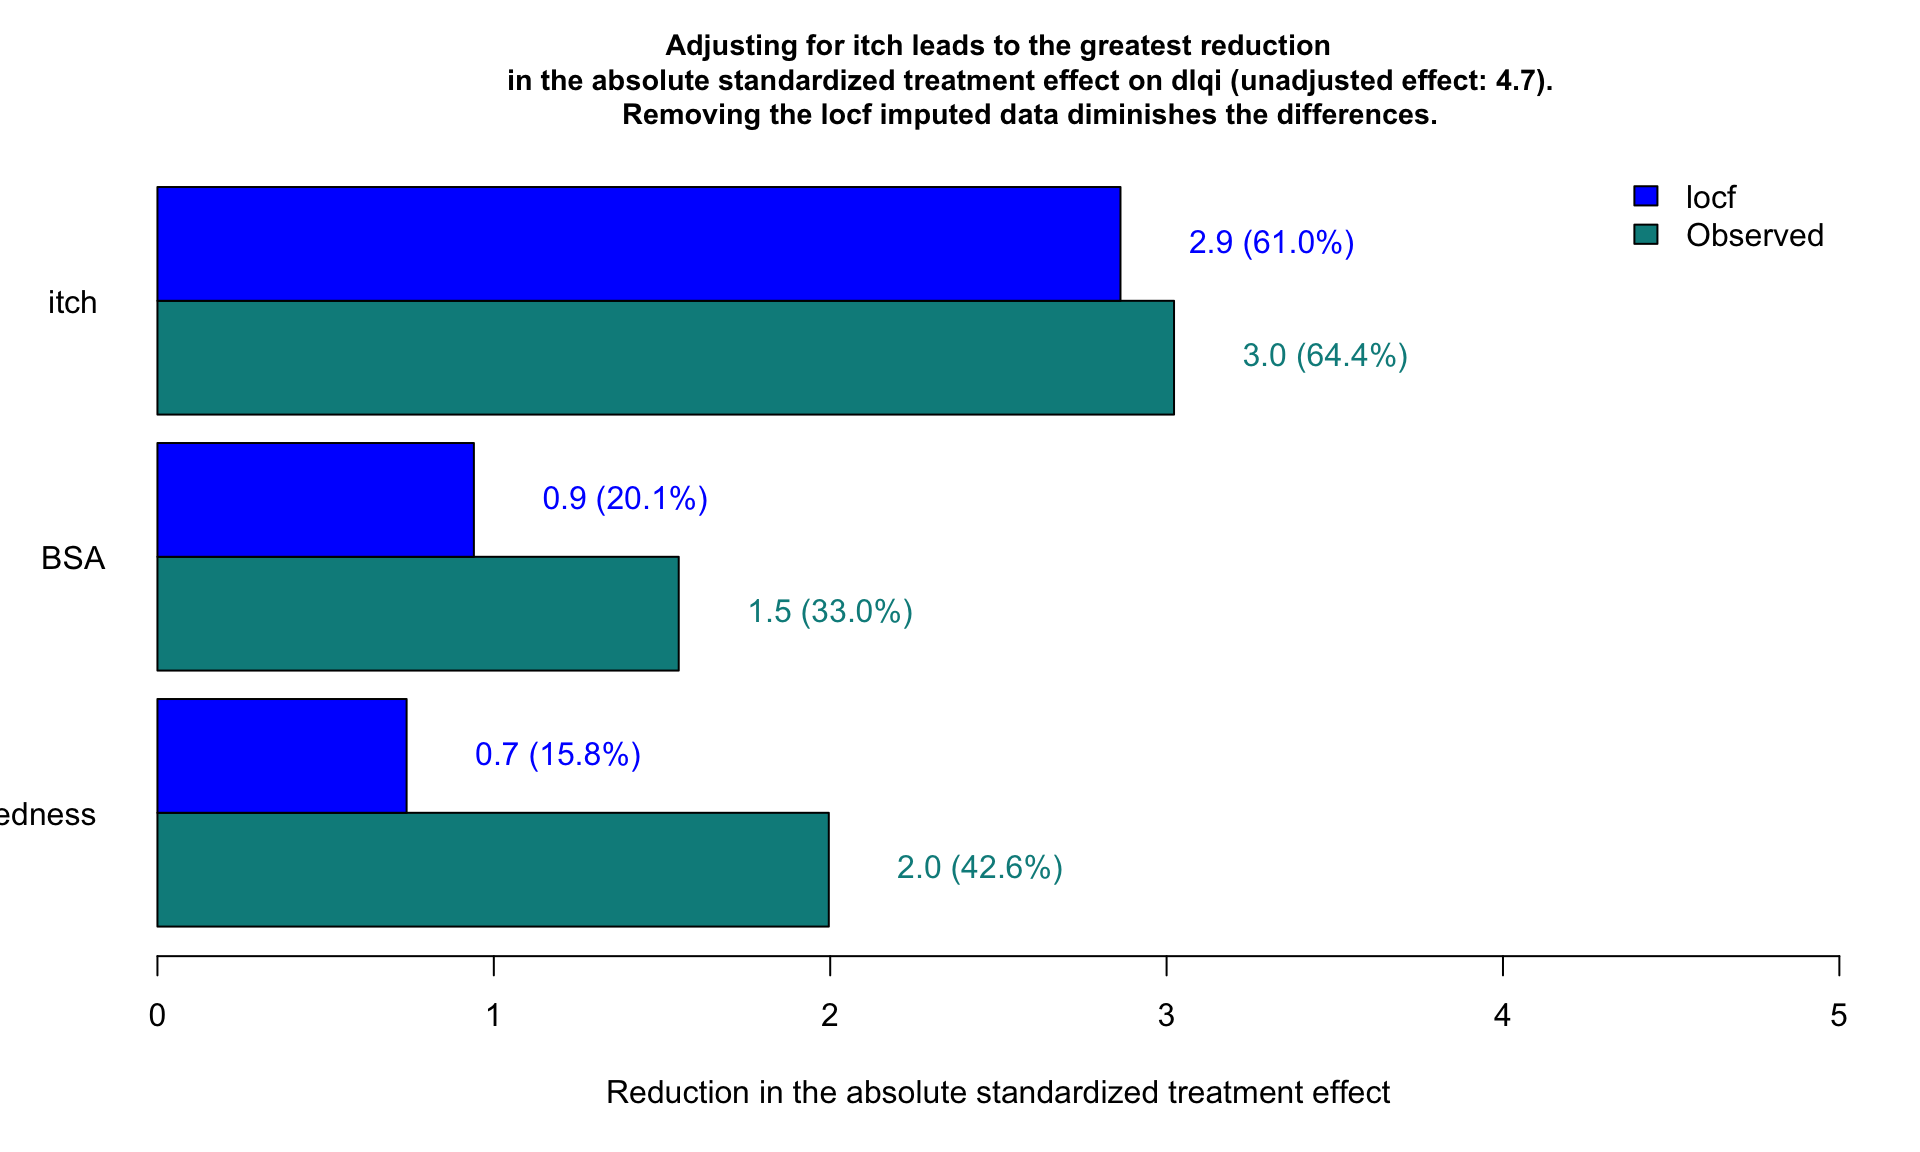 Adjusting for itch leads to the greatest reduction
in the absolute standardized treatment effect on dlqi (unadjusted effect: 4.7).
Removing the locf imputed data diminishes the differences.
locf
Observed
itch
2.9 (61.0%)
3.0 (64.4%)
BSA
0.9 (20.1%)
1.5 (33.0%)
edness
0.7 (15.8%)
2.0 (42.6%)
0 1 2 3 4 5
Reduction in the absolute standardized treatment effect